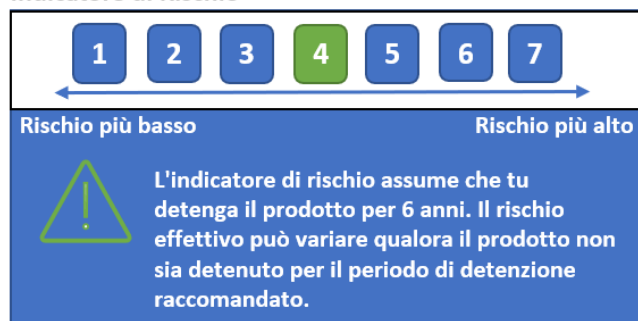 1 2 3 4 5 6 7
Rischio più basso Rischio più alto
L'indicatore di rischio assume che tu
detenga il prodotto per 6 anni. Il rischio
effettivo può variare qualora il prodotto non
sia detenuto per il periodo di detenzione
raccomandato.